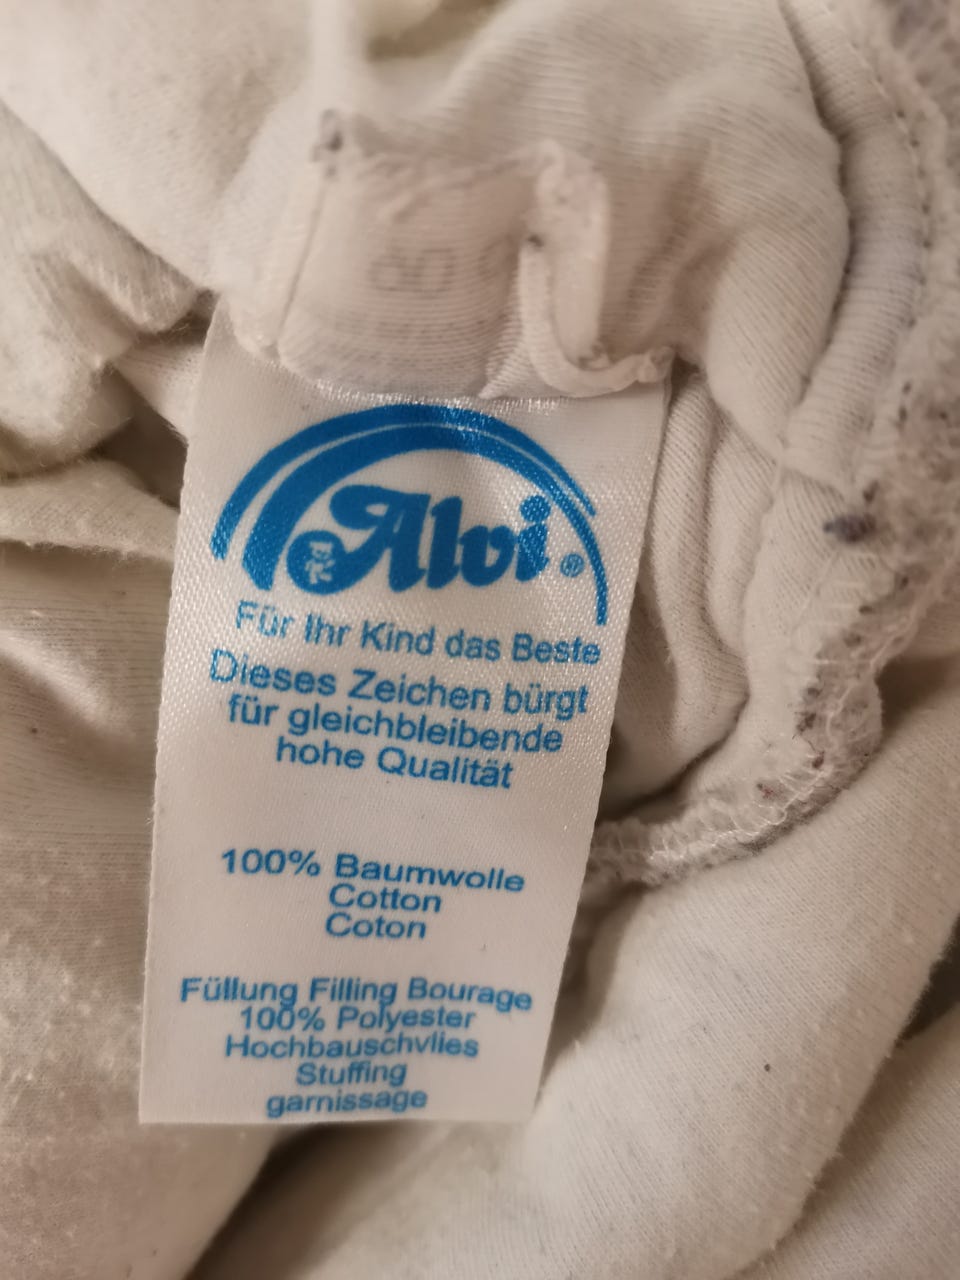 Alvi ®
Für Ihr Kind das Beste
Dieses Zeichen bürgt
für gleichbleibende
hohe Qualität
100% Baumwolle
Cotton
Coton
Füllung Filling Bourage
100% Polyester
Hochbauschvlies
Stuffing
garnissage